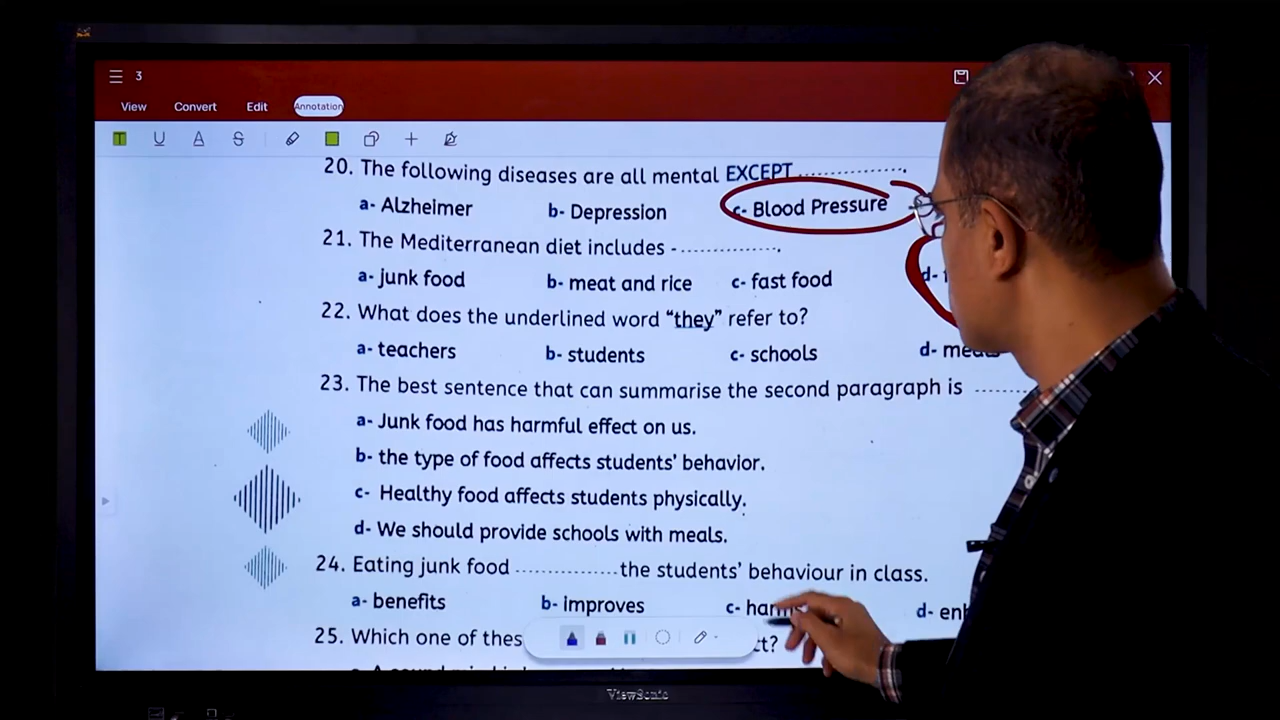 3
View Convert Edit Annotation
20. The following diseases are all mental EXCEPT ....................
a- Alzheimer b- Depression c- Blood Pressure
21. The Mediterranean diet includes - ....................
a- junk food b- meat and rice c- fast food d-
22. What does the underlined word “they” refer to?
a- teachers b- students c- schools d- meals
23. The best sentence that can summarise the second paragraph is ..........
a- Junk food has harmful effect on us.
b- the type of food affects students’ behavior.
c- Healthy food affects students physically.
d- We should provide schools with meals.
24. Eating junk food .................... the students’ behaviour in class.
a- benefits b- improves c- harms d-
25. Which one of thes
ViewSonic